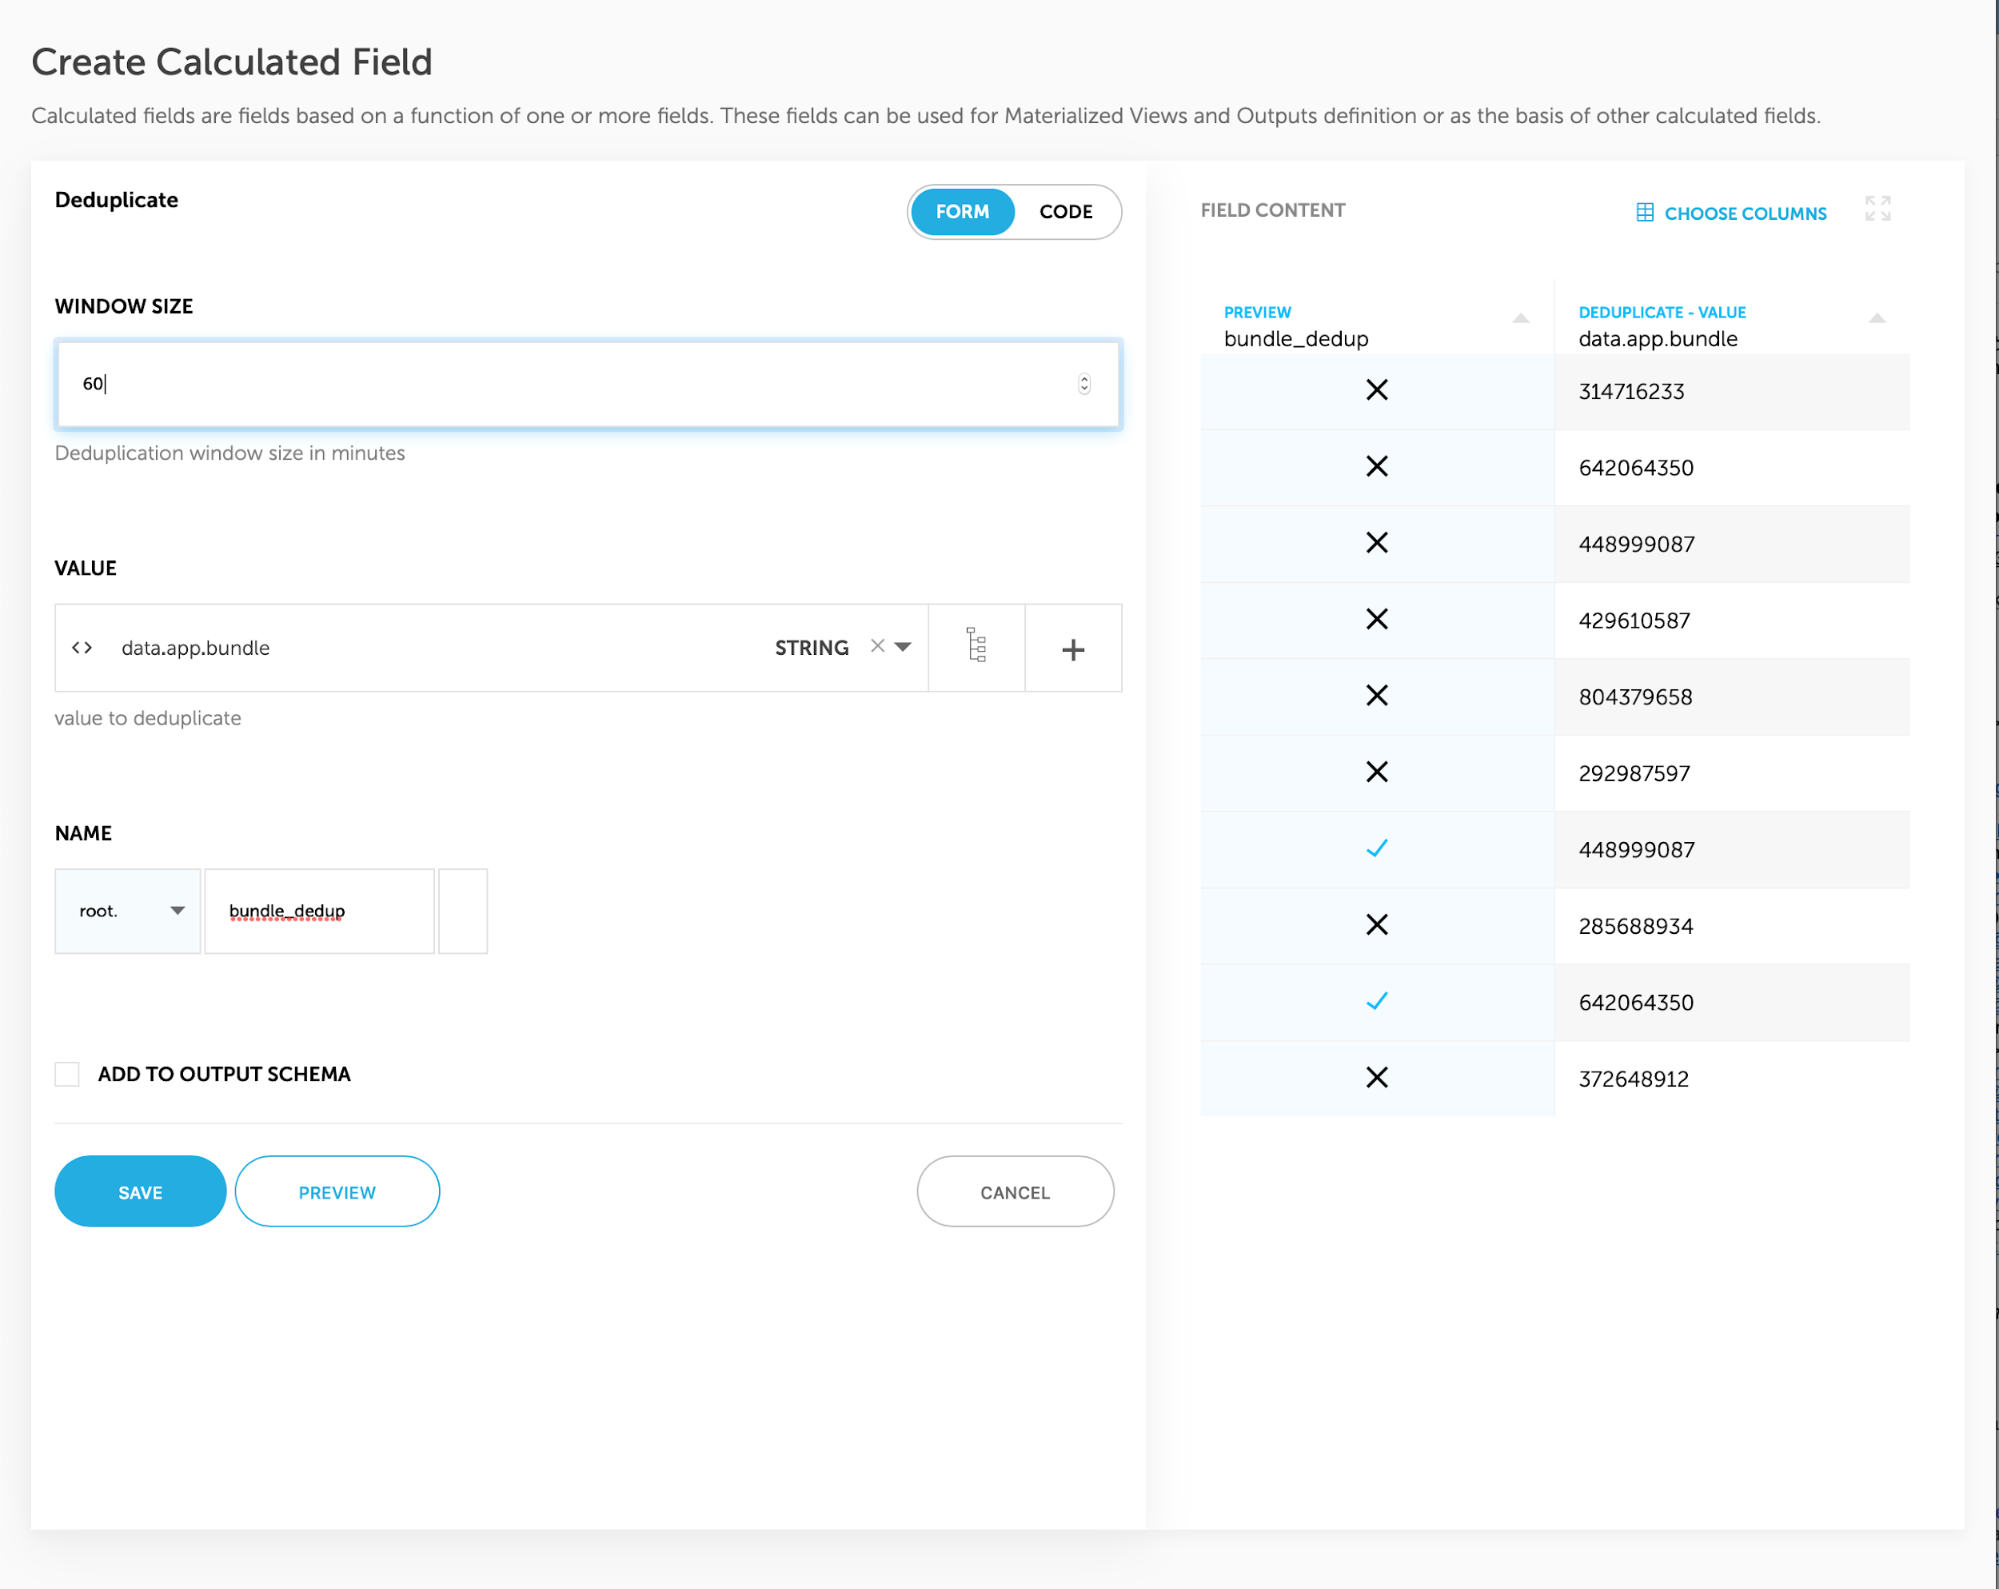 Create Calculated Field
Calculated fields are fields based on a function of one or more fields. These fields can be used for Materialized Views and Outputs definition or as the basis of other calculated fields.
Deduplicate
FORM CODE
WINDOW SIZE
60
Deduplication window size in minutes
VALUE
<> data.app.bundle STRING
value to deduplicate
NAME
root. bundle_dedup
ADD TO OUTPUT SCHEMA
SAVE PREVIEW CANCEL
FIELD CONTENT CHOOSE COLUMNS
PREVIEW DEDUPLICATE - VALUE
bundle_dedup data.app.bundle
314716233
642064350
448999087
429610587
804379658
292987597
448999087
285688934
642064350
372648912